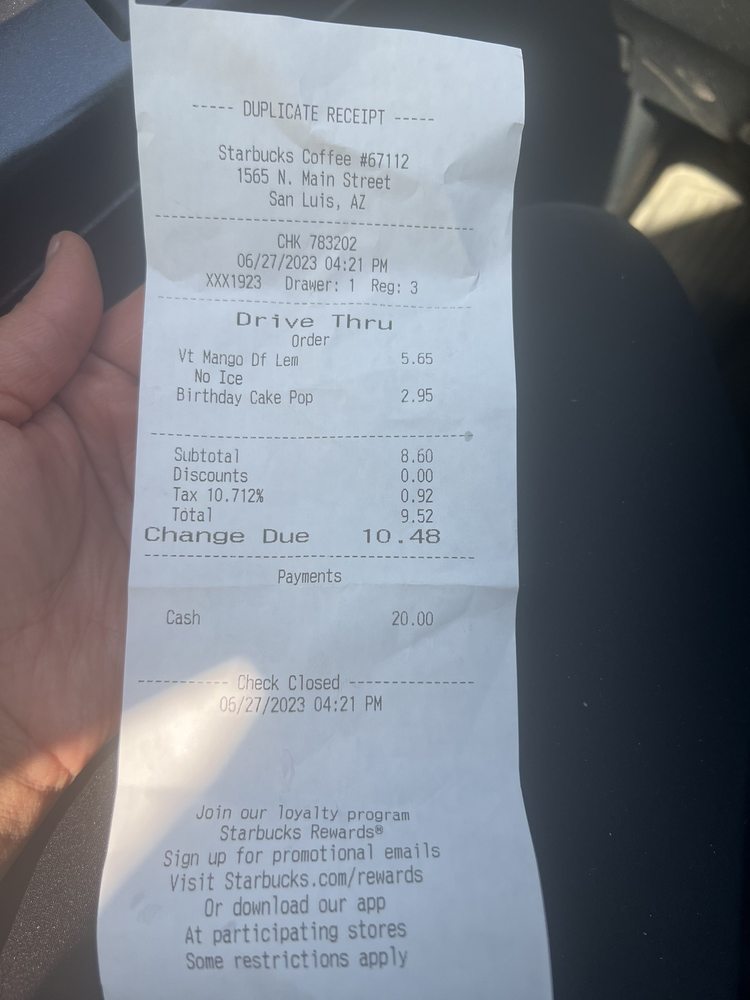 ----- DUPLICATE RECEIPT -----
Starbucks Coffee #67112
1565 N. Main Street
San Luis, AZ
CHK 783202
06/27/2023 04:21 PM
XXX1923 Drawer: 1 Reg: 3
Drive Thru
Order
Vt Mango Df Lem 5.65
No Ice
Birthday Cake Pop 2.95
Subtotal 8.60
Discounts 0.00
Tax 10.712% 0.92
Total 9.52
Change Due 10.48
Payments
Cash 20.00
------------ Check Closed ------------
06/27/2023 04:21 PM
Join our loyalty program
Starbucks Rewards®
Sign up for promotional emails
Visit Starbucks.com/rewards
Or download our app
At participating stores
Some restrictions apply